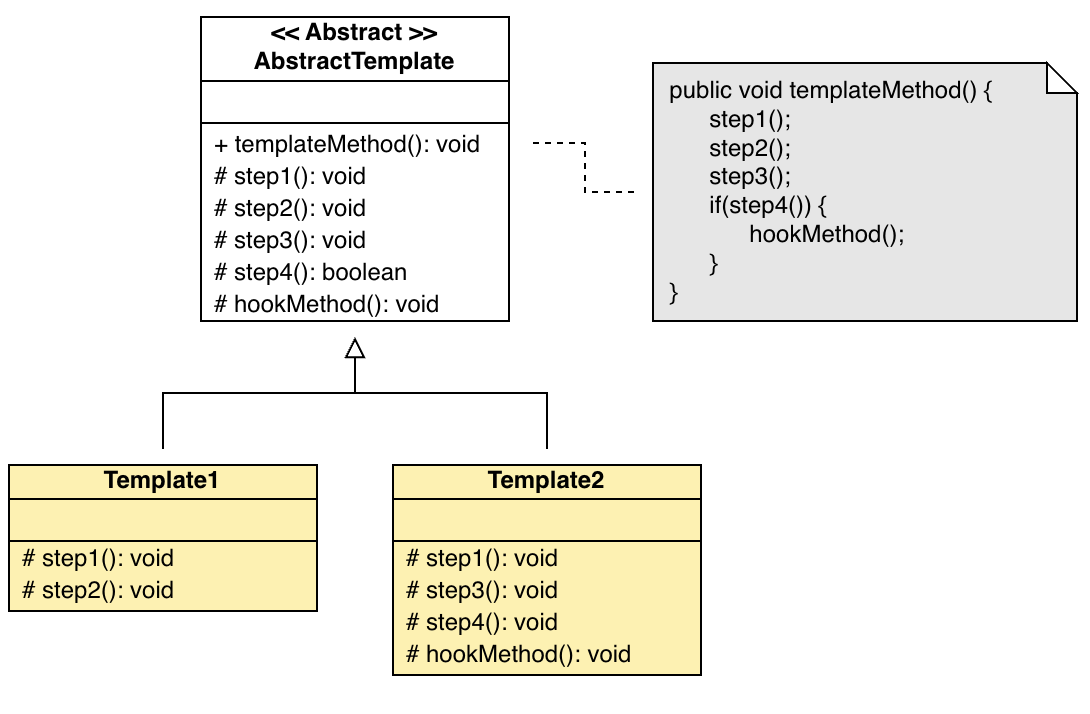 << Abstract >>
AbstractTemplate
+ templateMethod(): void
# step1(): void
# step2(): void
# step3(): void
# step4(): boolean
# hookMethod(): void
public void templateMethod() {
step1();
step2();
step3();
if(step4()) {
hookMethod();
}
}
Template1
# step1(): void
# step2(): void
Template2
# step1(): void
# step3(): void
# step4(): void
# hookMethod(): void